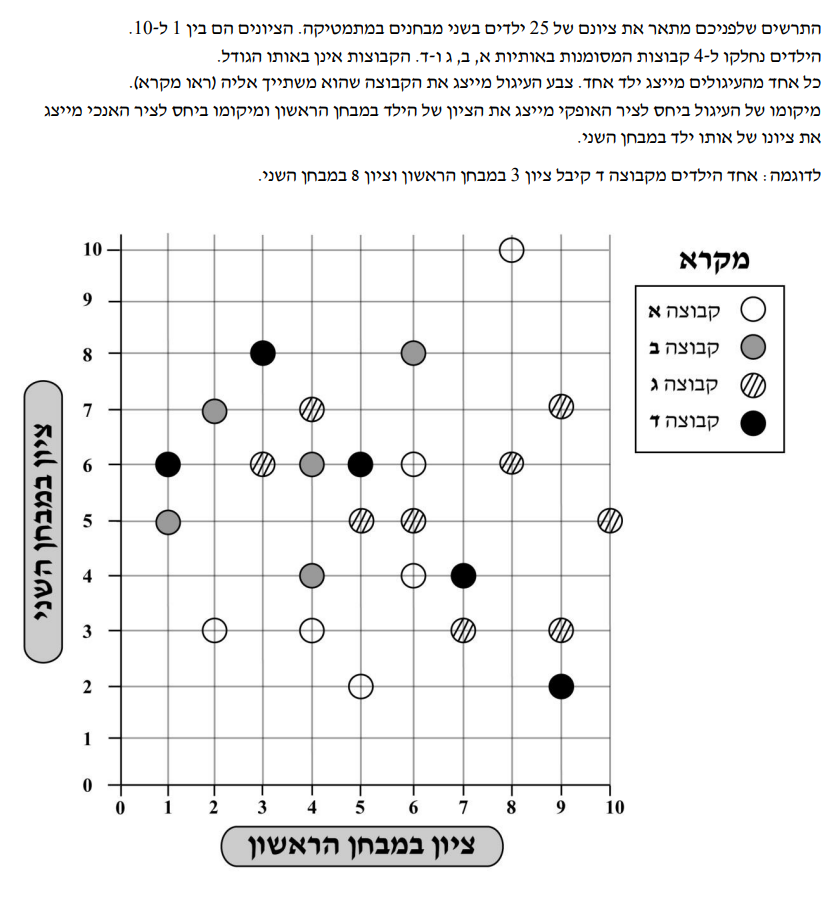 התרשים שלפניכם מתאר את ציונם של 25 ילדים בשני מבחנים במתמטיקה. הציונים הם בין 1 ל-10.
הילדים נחלקו ל-4 קבוצות המסומנות באותיות א, ב, ג ו-ד. הקבוצות אינן באותו הגודל.
כל אחד מהעיגולים מייצג ילד אחד. צבע העיגול מייצג את הקבוצה שהוא משתייך אליה (ראו מקרא).
מיקומו של העיגול ביחס לציר האופקי מייצג את הציון של הילד במבחן הראשון ומיקומו ביחס לציר האנכי מייצג
את ציונו של אותו ילד במבחן השני.
לדוגמה: אחד הילדים מקבוצה ד קיבל ציון 3 במבחן הראשון וציון 8 במבחן השני.
מקרא
קבוצה א
קבוצה ב
קבוצה ג
קבוצה ד
10
9
8
7
6
5
4
3
2
1
0
ציון במבחן השני
0 1 2 3 4 5 6 7 8 9 10
ציון במבחן הראשון